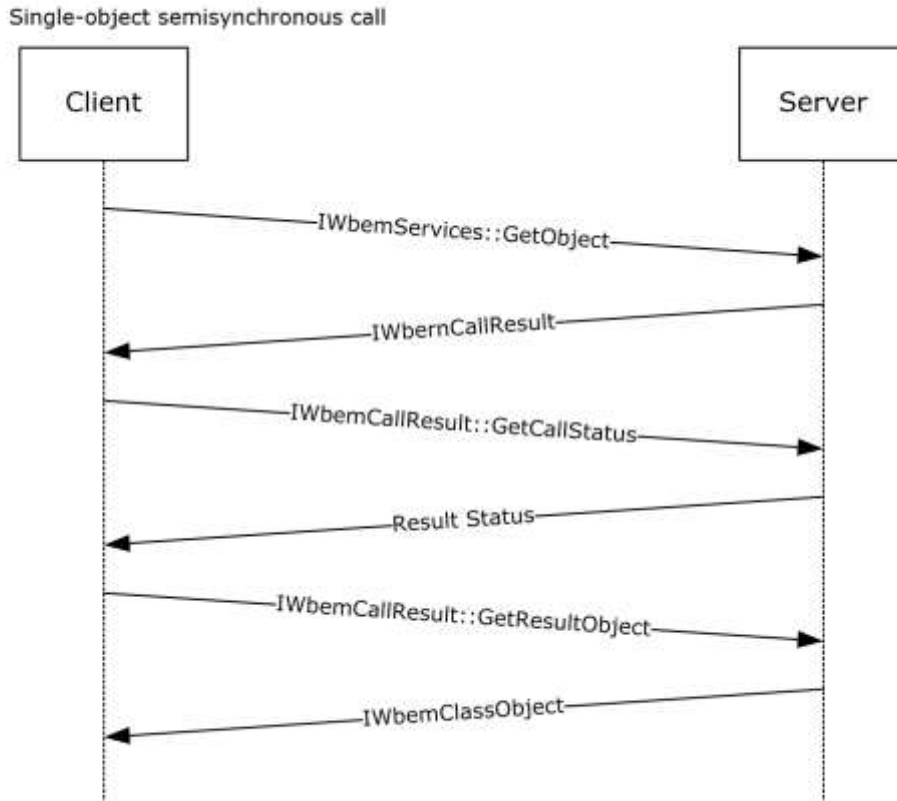 Single-object semisynchronous call
Client
Server
IWbemServices::GetObject
IWbernCallResult
IWbemCallResult::GetCallStatus
Result Status
IWbemCallResult::GetResultObject
IWbemClassObject